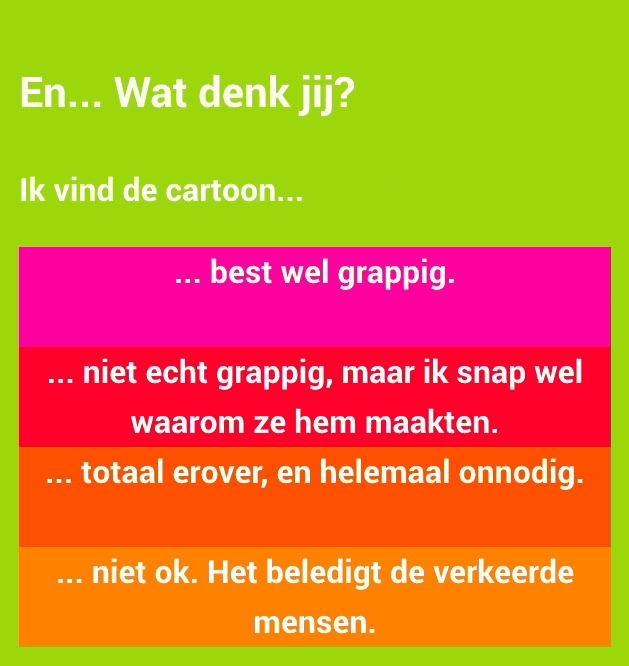 En... Wat denk jij?
Ik vind de cartoon...
... best wel grappig.
... niet echt grappig, maar ik snap wel
waarom ze hem maakten.
... totaal erover, en helemaal onnodig.
... niet ok. Het beledigt de verkeerde
mensen.